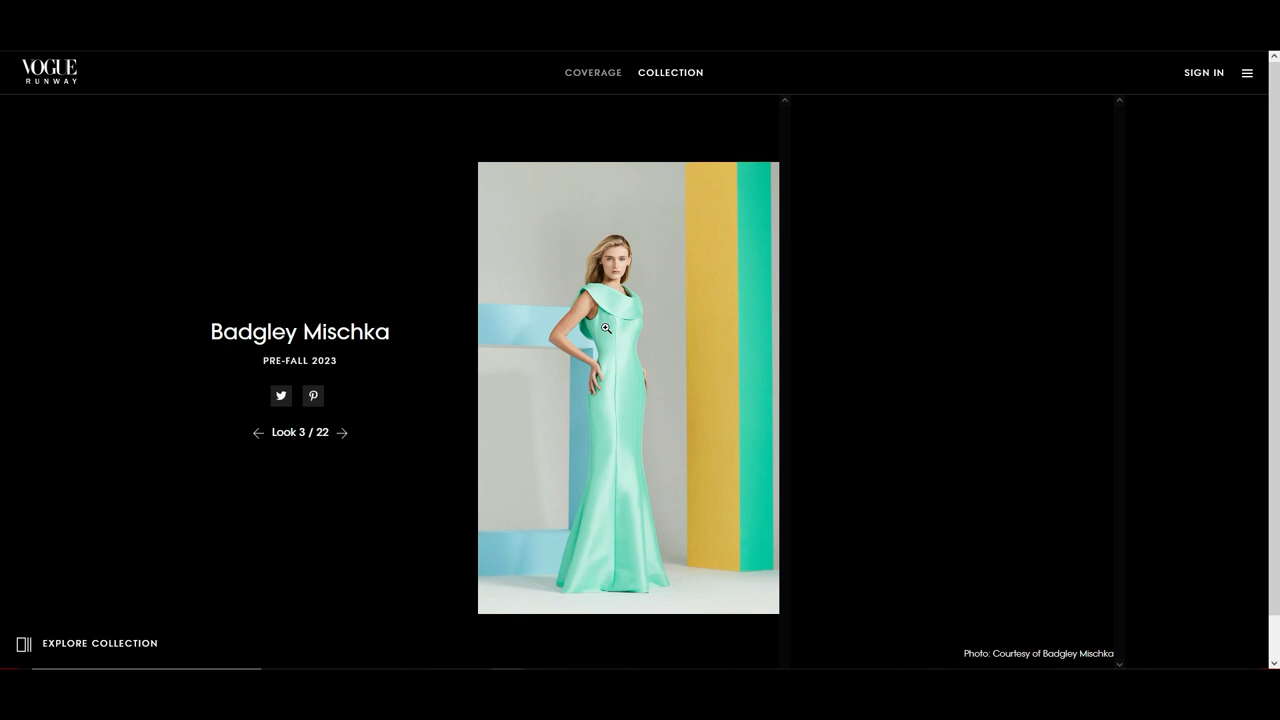 VOGUE
RUNWAY
COVERAGE COLLECTION
SIGN IN
Badgley Mischka
PRE-FALL 2023
Look 3 / 22
EXPLORE COLLECTION
Photo: Courtesy of Badgley Mischka